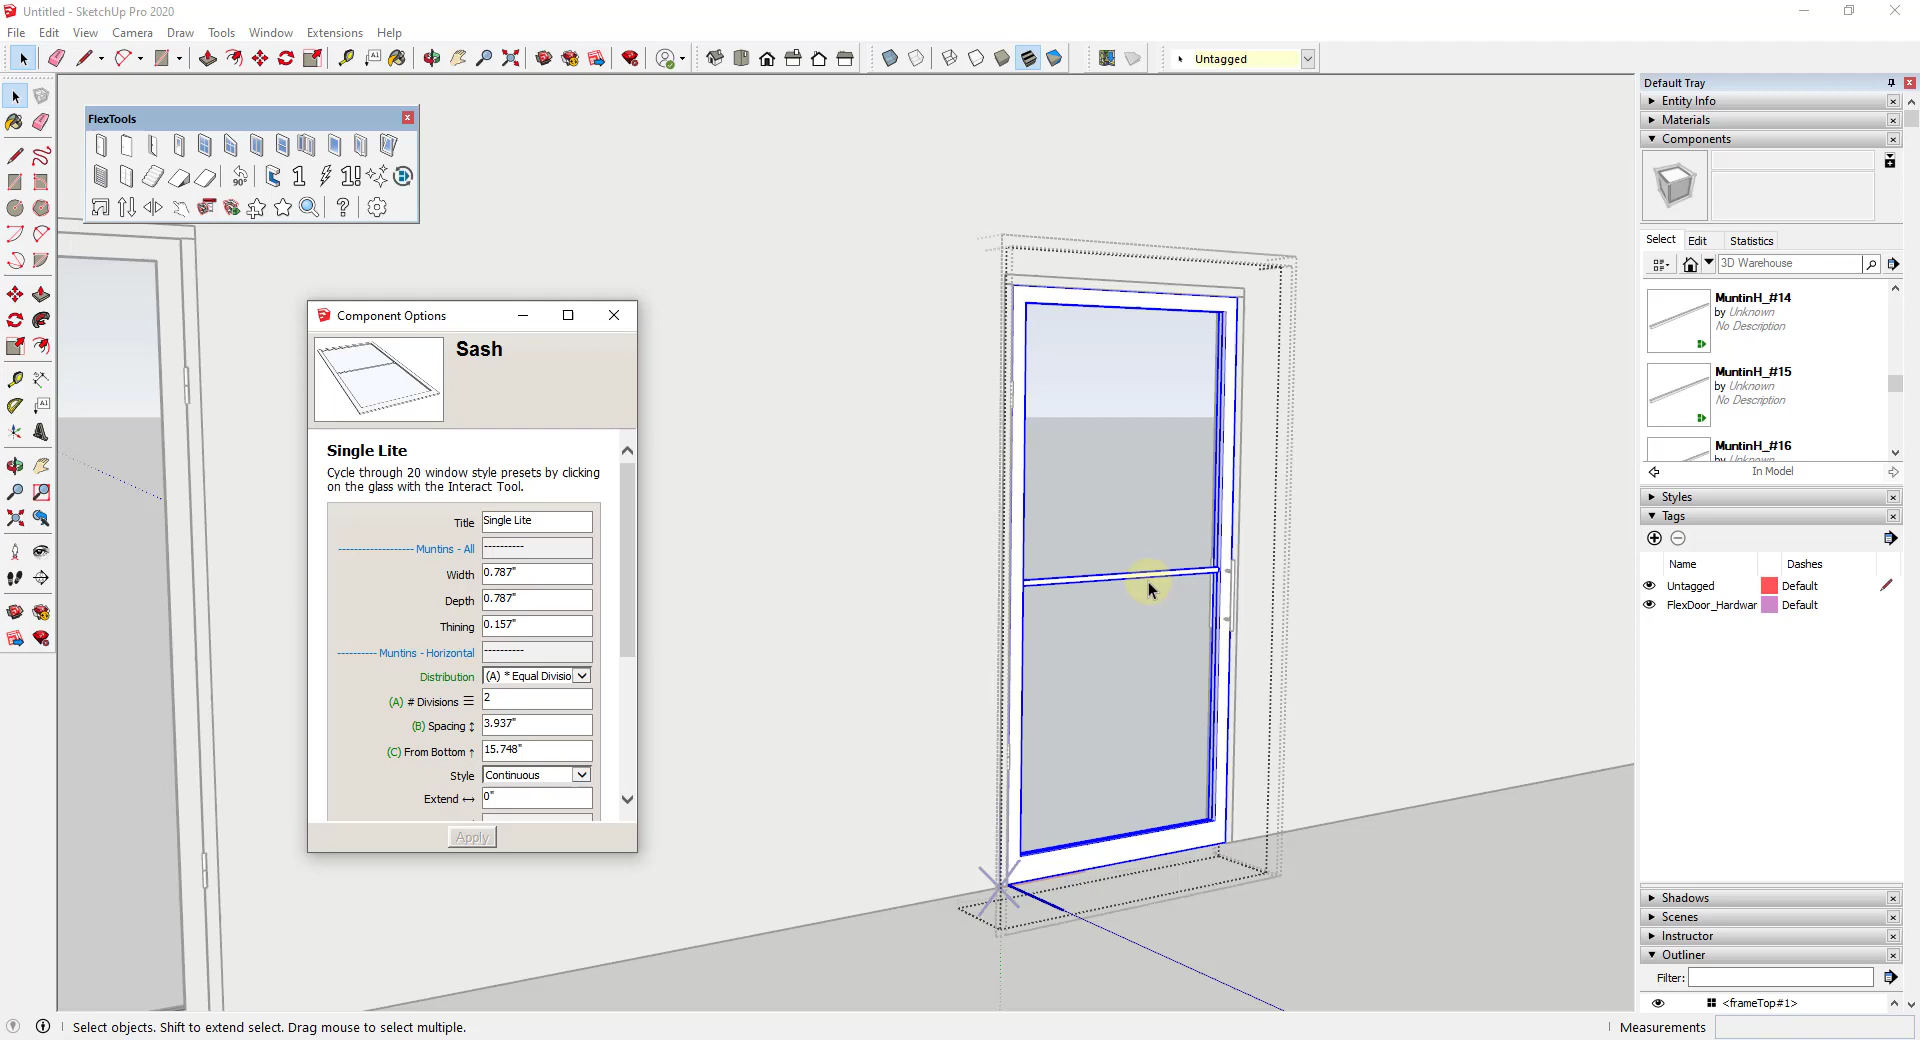 Untitled - SketchUp Pro 2020
File Edit View Camera Draw Tools Window Extensions Help
Untagged
FlexTools
Default Tray
Entity Info
Materials
Components
Select Edit Statistics
3D Warehouse
MuntinH_#14
by Unknown
No Description
MuntinH_#15
by Unknown
No Description
MuntinH_#16
In Model
Styles
Tags
Name Dashes
Untagged Default
FlexDoor_Hardwar Default
Shadows
Scenes
Instructor
Outliner
Filter:
<frameTop#1>
Component Options
Sash
Single Lite
Cycle through 20 window style presets by clicking
on the glass with the Interact Tool.
Title Single Lite
------------------- Muntins - All ----------
Width 0.787"
Depth 0.787"
Thining 0.157"
---------- Muntins - Horizontal ----------
Distribution (A) * Equal Divisio
(A) # Divisions ☰ 2
(B) Spacing ↕ 3.937"
(C) From Bottom ↑ 15.748"
Style Continuous
Extend ↔ 0"
Apply
Select objects. Shift to extend select. Drag mouse to select multiple.
Measurements